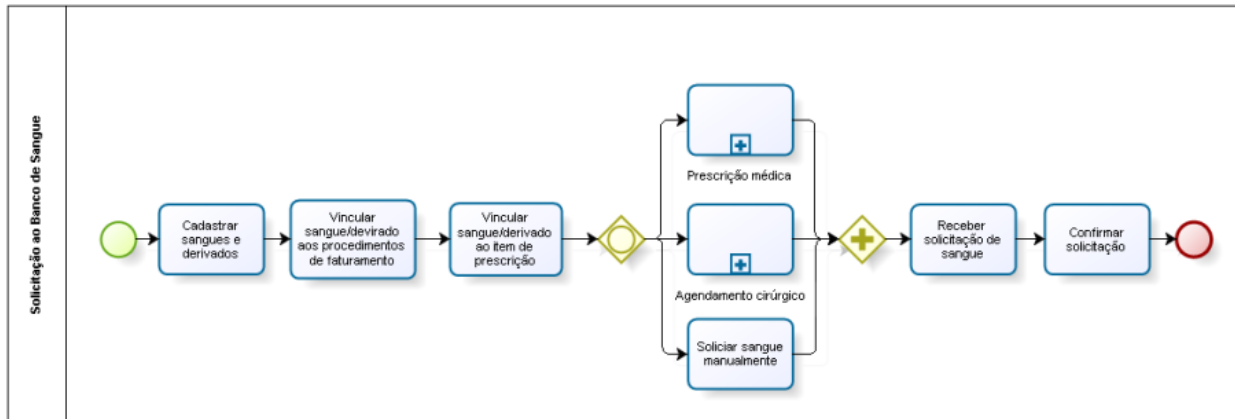 Solicitação ao Banco de Sangue
Cadastrar
sangues e
derivados
Vincular
sangue/devirado
aos procedimentos
de faturamento
Vincular
sangue/derivado
ao item de
prescrição
Prescrição médica
Agendamento cirúrgico
Soliciar sangue
manualmente
Receber
solicitação de
sangue
Confirmar
solicitação